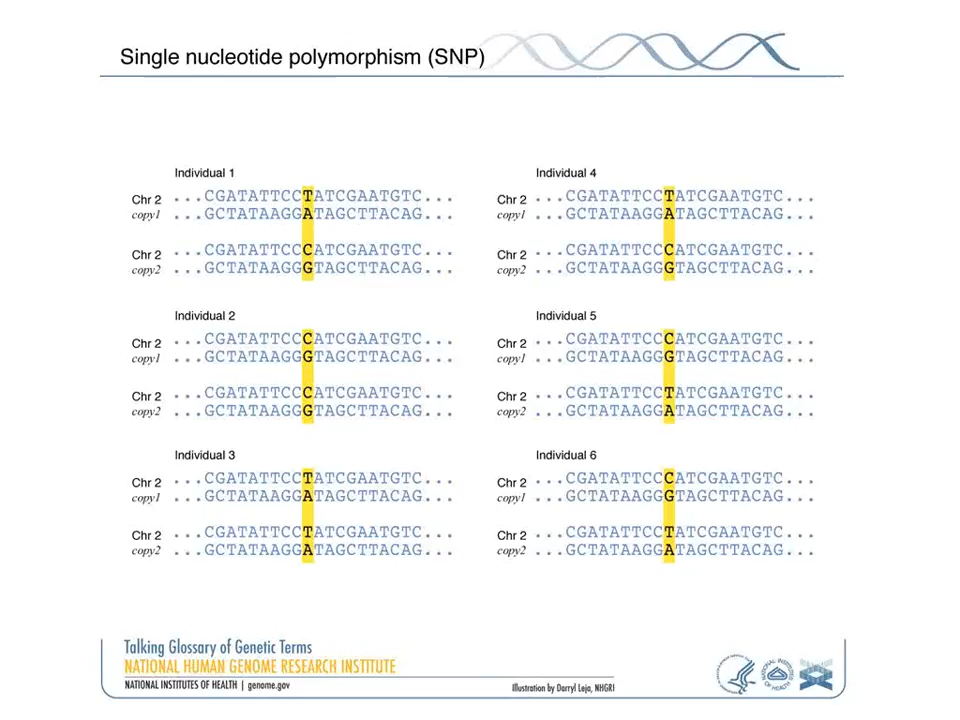 Single nucleotide polymorphism (SNP)
Individual 1
Chr 2 ...CGATATTCCTATCGAATGTC...
copy1 ...GCTATAAGGATAGCTTACAG...
Chr 2 ...CGATATTCCCATCGAATGTC...
copy2 ...GCTATAAGGGTAGCTTACAG...
Individual 2
Chr 2 ...CGATATTCCCATCGAATGTC...
copy1 ...GCTATAAGGGTAGCTTACAG...
Chr 2 ...CGATATTCCCATCGAATGTC...
copy2 ...GCTATAAGGGTAGCTTACAG...
Individual 3
Chr 2 ...CGATATTCCTATCGAATGTC...
copy1 ...GCTATAAGGATAGCTTACAG...
Chr 2 ...CGATATTCCTATCGAATGTC...
copy2 ...GCTATAAGGATAGCTTACAG...
Individual 4
Chr 2 ...CGATATTCCTATCGAATGTC...
copy1 ...GCTATAAGGATAGCTTACAG...
Chr 2 ...CGATATTCCCATCGAATGTC...
copy2 ...GCTATAAGGGTAGCTTACAG...
Individual 5
Chr 2 ...CGATATTCCCATCGAATGTC...
copy1 ...GCTATAAGGGTAGCTTACAG...
Chr 2 ...CGATATTCCTATCGAATGTC...
copy2 ...GCTATAAGGATAGCTTACAG...
Individual 6
Chr 2 ...CGATATTCCCATCGAATGTC...
copy1 ...GCTATAAGGGTAGCTTACAG...
Chr 2 ...CGATATTCCTATCGAATGTC...
copy2 ...GCTATAAGGATAGCTTACAG...
Talking Glossary of Genetic Terms
NATIONAL HUMAN GENOME RESEARCH INSTITUTE
NATIONAL INSTITUTES OF HEALTH | genome.gov
Illustration by Darryl Leja, NHGRI
NATIONAL INSTITUTES OF HEALTH